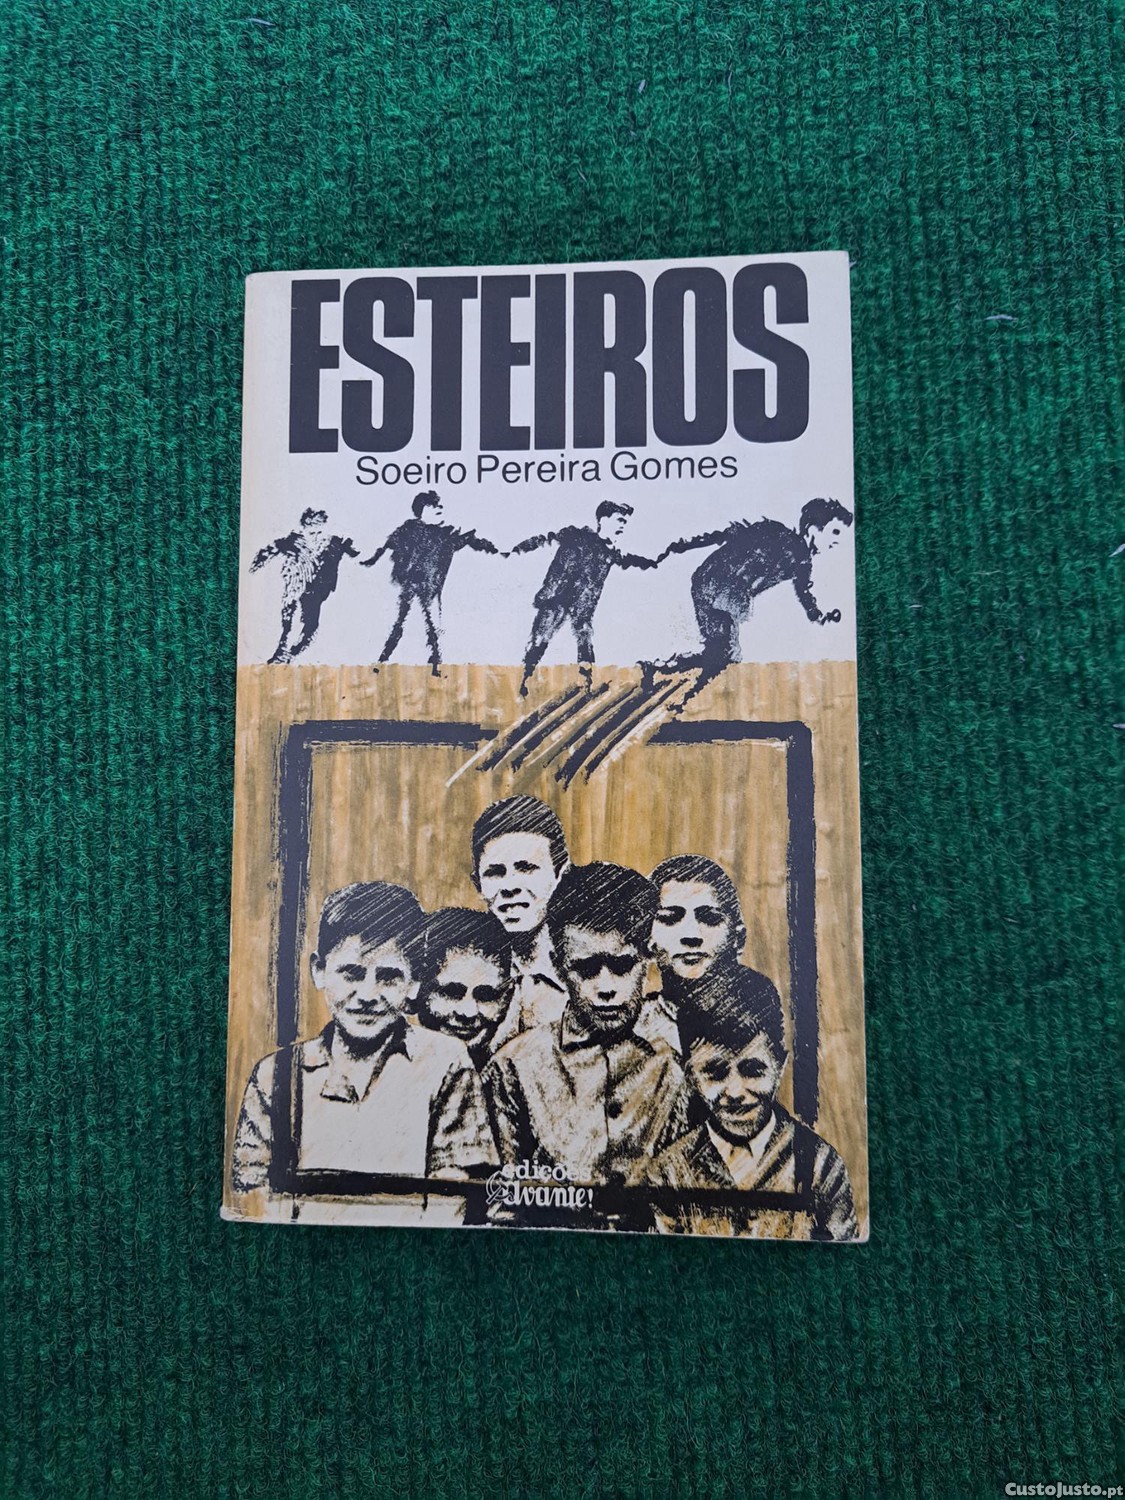 ESTEIROS
Soeiro Pereira Gomes
edições
Avante!
CustoJusto.pt